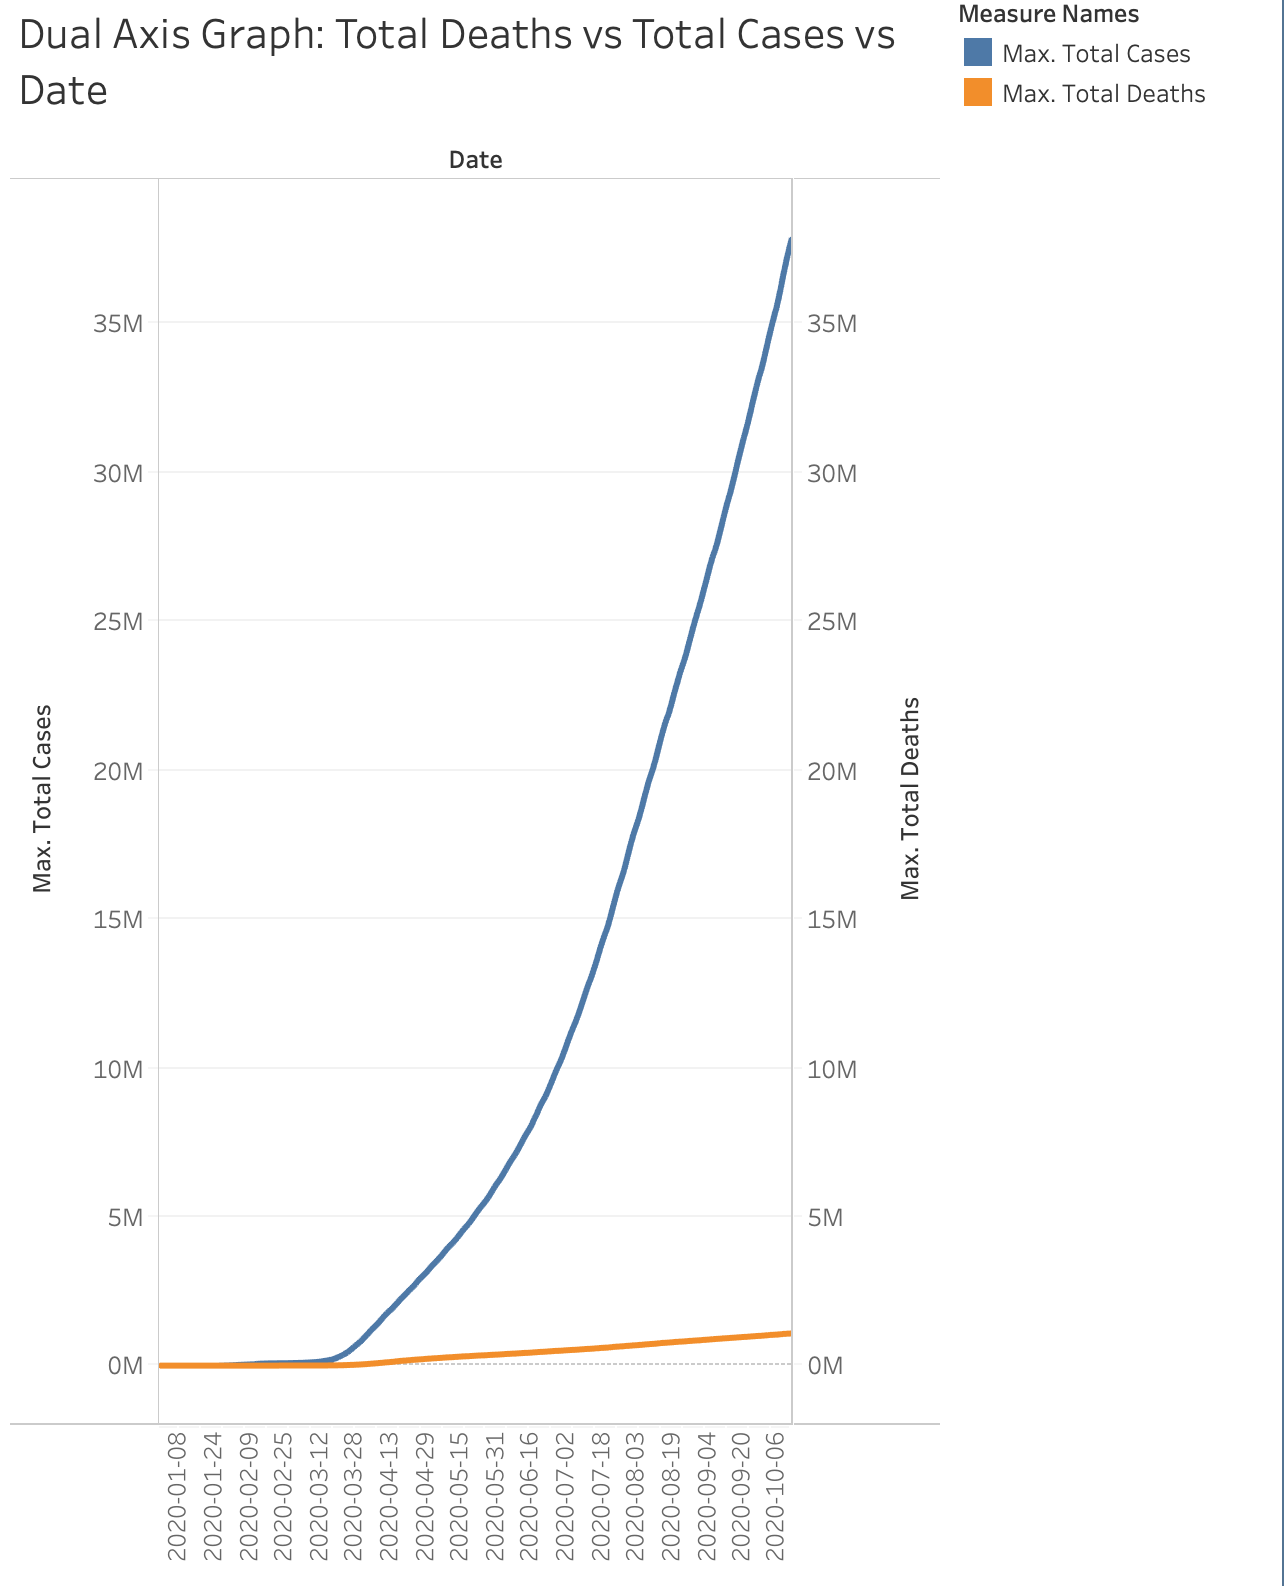 Dual Axis Graph: Total Deaths vs Total Cases vs
Date
Measure Names
Max. Total Cases
Max. Total Deaths
Date
35M
30M
25M
20M
15M
10M
5M
0M
Max. Total Cases
35M
30M
25M
20M
15M
10M
5M
0M
Max. Total Deaths
2020-01-08
2020-01-24
2020-02-09
2020-02-25
2020-03-12
2020-03-28
2020-04-13
2020-04-29
2020-05-15
2020-05-31
2020-06-16
2020-07-02
2020-07-18
2020-08-03
2020-08-19
2020-09-04
2020-09-20
2020-10-06